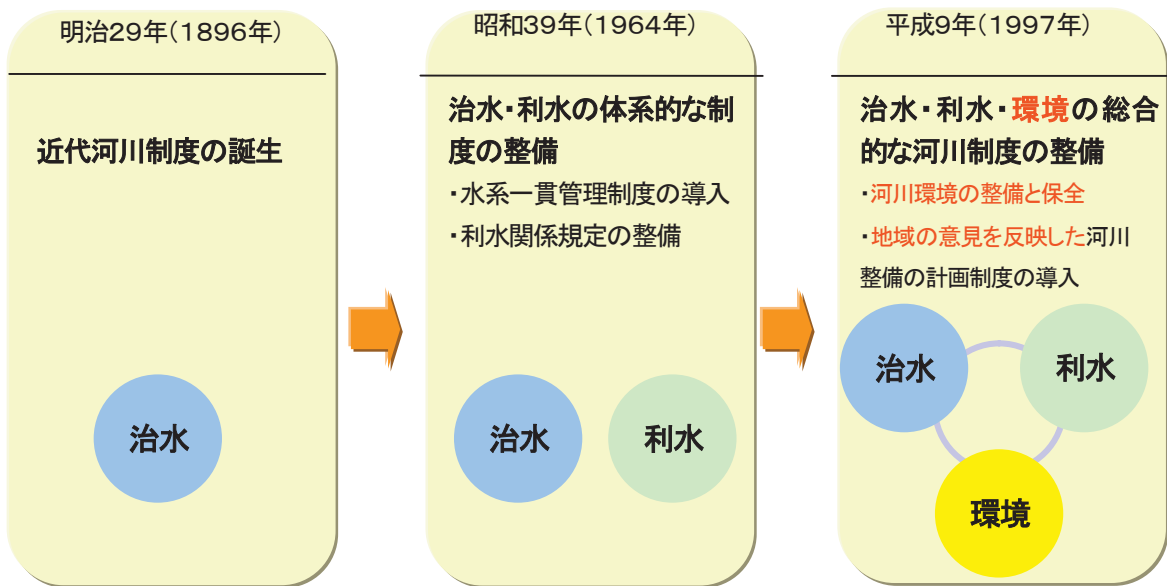 明治29年(1896年)
近代河川制度の誕生
治水
昭和39年(1964年)
治水・利水の体系的な制
度の整備
・水系一貫管理制度の導入
・利水関係規定の整備
治水
利水
平成9年(1997年)
治水・利水・環境の総合
的な河川制度の整備
・河川環境の整備と保全
・地域の意見を反映した河川
整備の計画制度の導入
治水
利水
環境